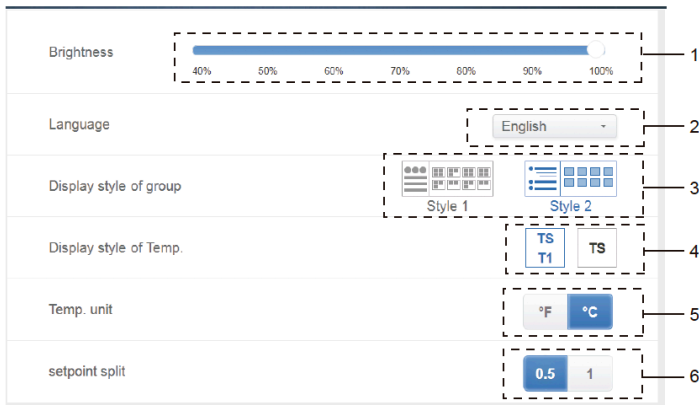 Brightness
40% 50% 60% 70% 80% 90% 100%
1
Language
English
2
Display style of group
Style 1 Style 2
3
Display style of Temp.
TS
T1
TS
4
Temp. unit
°F °C
5
setpoint split
0.5 1
6